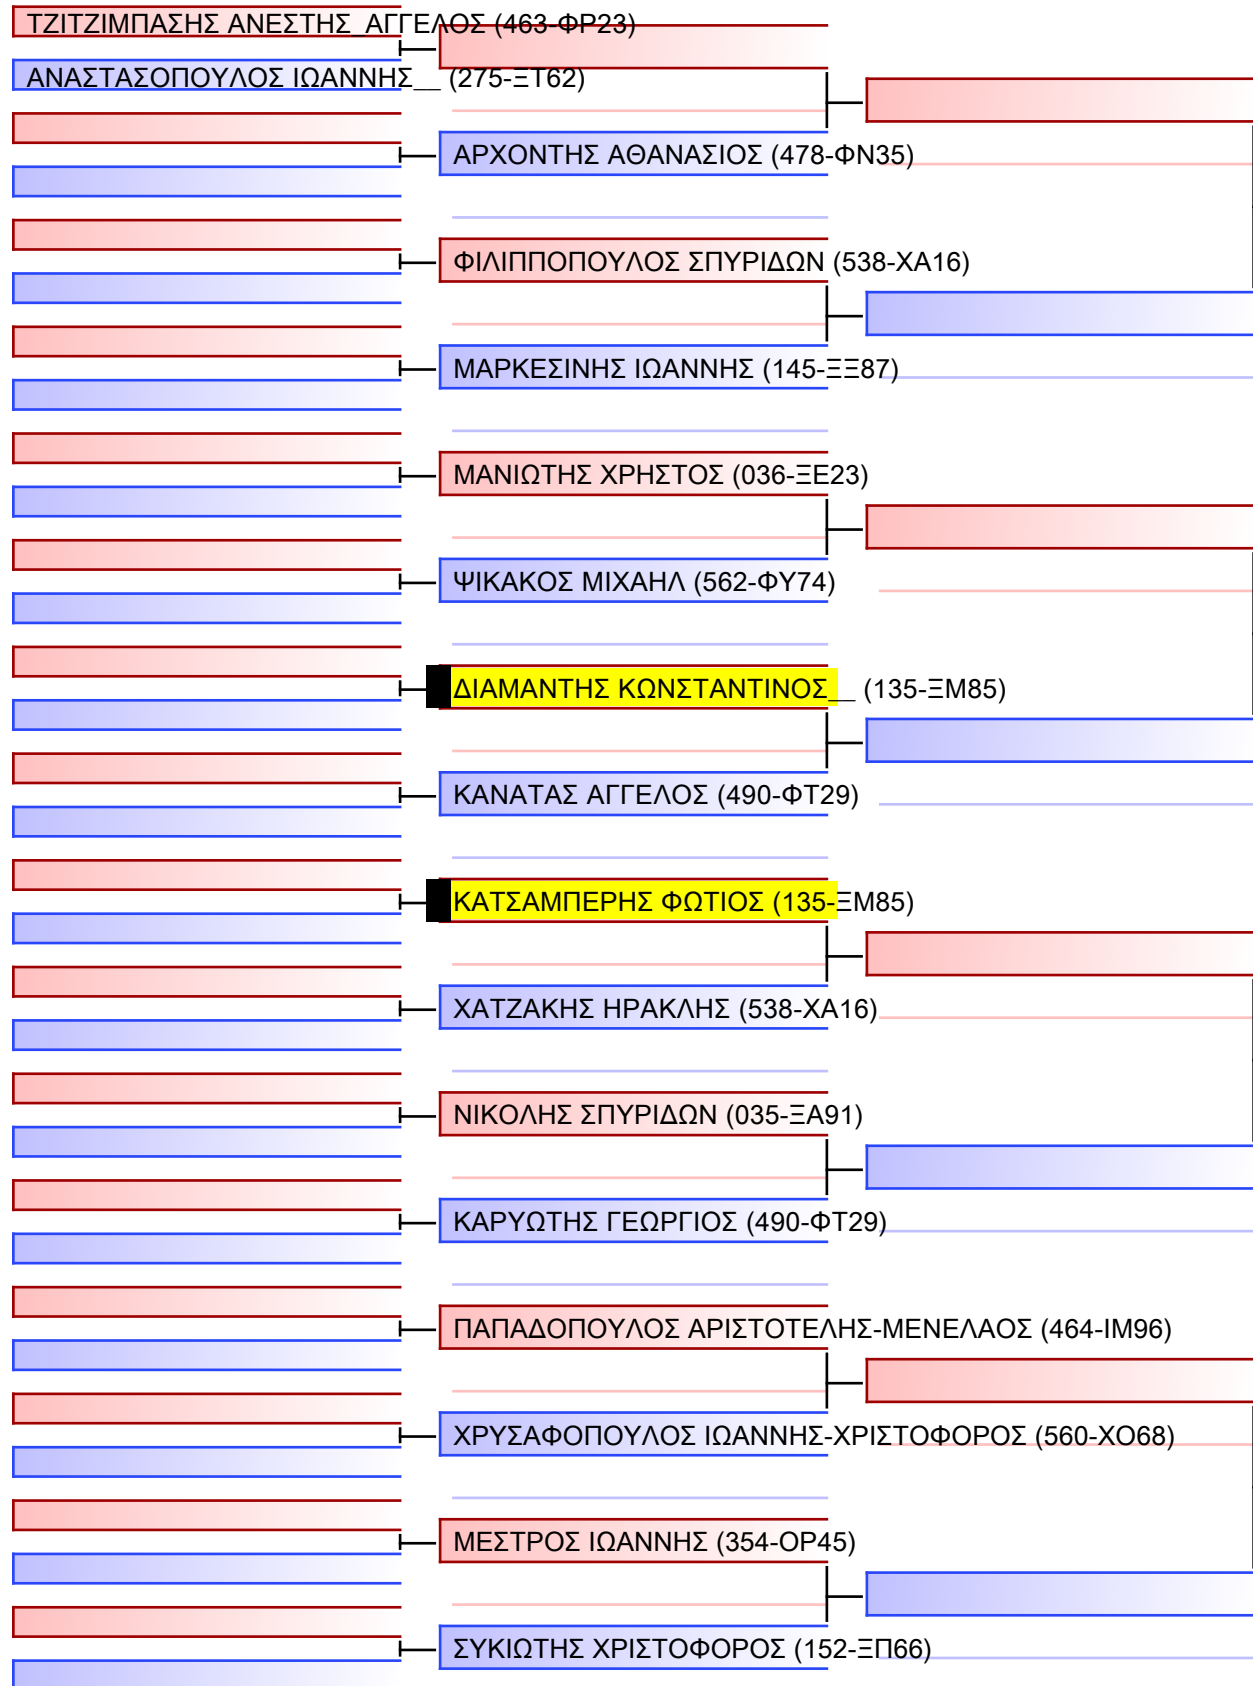 ΤΖΙΤΖΙΜΠΑΣΗΣ ΑΝΕΣΤΗΣ_ΑΓΓΕΛΟΣ (463-ΦΡ23)
ΑΝΑΣΤΑΣΟΠΟΥΛΟΣ ΙΩΑΝΝΗΣ__ (275-ΞΤ62)
ΑΡΧΟΝΤΗΣ ΑΘΑΝΑΣΙΟΣ (478-ΦΝ35)
ΦΙΛΙΠΠΟΠΟΥΛΟΣ ΣΠΥΡΙΔΩΝ (538-ΧΑ16)
ΜΑΡΚΕΣΙΝΗΣ ΙΩΑΝΝΗΣ (145-ΞΞ87)
ΜΑΝΙΩΤΗΣ ΧΡΗΣΤΟΣ (036-ΞΕ23)
ΨΙΚΑΚΟΣ ΜΙΧΑΗΛ (562-ΦΥ74)
ΔΙΑΜΑΝΤΗΣ ΚΩΝΣΤΑΝΤΙΝΟΣ__ (135-ΞΜ85)
ΚΑΝΑΤΑΣ ΑΓΓΕΛΟΣ (490-ΦΤ29)
ΚΑΤΣΑΜΠΕΡΗΣ ΦΩΤΙΟΣ (135-ΞΜ85)
ΧΑΤΖΑΚΗΣ ΗΡΑΚΛΗΣ (538-ΧΑ16)
ΝΙΚΟΛΗΣ ΣΠΥΡΙΔΩΝ (035-ΞΑ91)
ΚΑΡΥΩΤΗΣ ΓΕΩΡΓΙΟΣ (490-ΦΤ29)
ΠΑΠΑΔΟΠΟΥΛΟΣ ΑΡΙΣΤΟΤΕΛΗΣ-ΜΕΝΕΛΑΟΣ (464-ΙΜ96)
ΧΡΥΣΑΦΟΠΟΥΛΟΣ ΙΩΑΝΝΗΣ-ΧΡΙΣΤΟΦΟΡΟΣ (560-ΧΟ68)
ΜΕΣΤΡΟΣ ΙΩΑΝΝΗΣ (354-ΟΡ45)
ΣΥΚΙΩΤΗΣ ΧΡΙΣΤΟΦΟΡΟΣ (152-ΞΠ66)